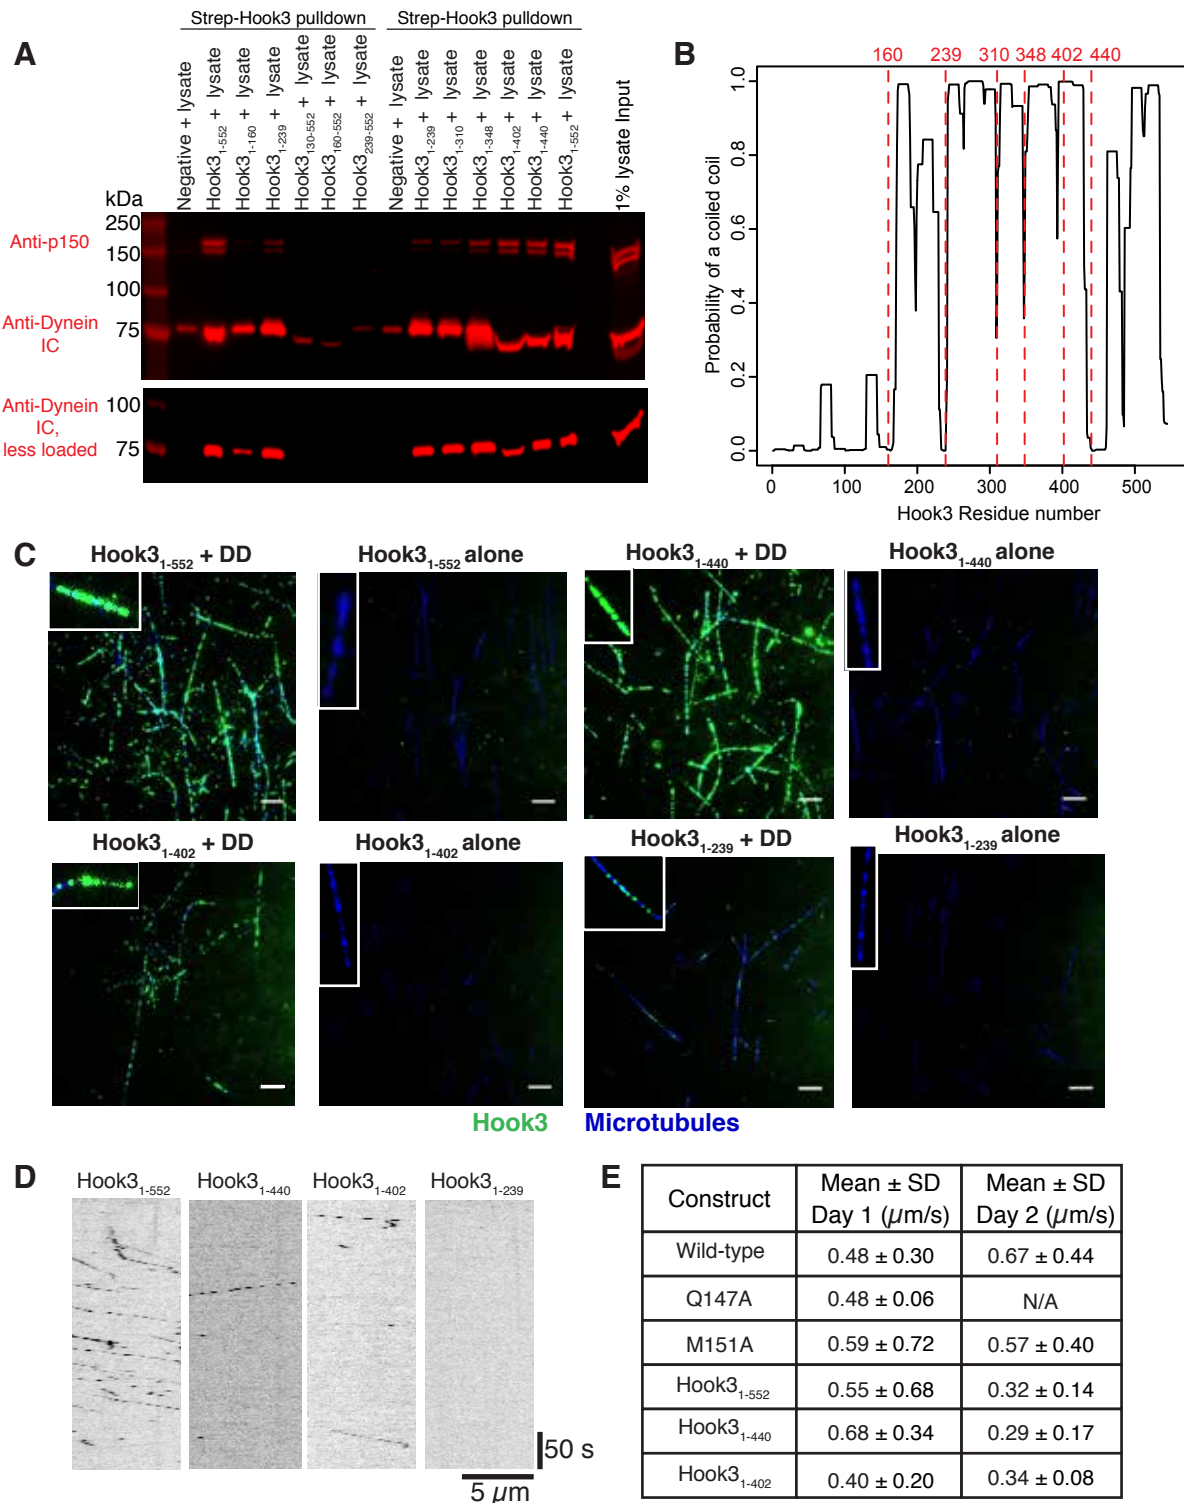 A
Strep-Hook3 pulldown
Strep-Hook3 pulldown
Negative + lysate
Hook3 1-552 + lysate
Hook3 1-160 + lysate
Hook3 1-239 + lysate
Hook3 130-552 + lysate
Hook3 160-552 + lysate
Hook3 239-552 + lysate
Negative + lysate
Hook3 1-239 + lysate
Hook3 1-310 + lysate
Hook3 1-348 + lysate
Hook3 1-402 + lysate
Hook3 1-440 + lysate
Hook3 1-552 + lysate
1% lysate Input
kDa
250
Anti-p150
150
100
Anti-Dynein
IC
75
Anti-Dynein
IC,
less loaded
100
75
B
160 239 310 348 402 440
Probability of a coiled coil
1.0
0.8
0.6
0.4
0.2
0.0
0 100 200 300 400 500
Hook3 Residue number
C
Hook3 1-552 + DD
Hook3 1-552 alone
Hook3 1-440 + DD
Hook3 1-440 alone
Hook3 1-402 + DD
Hook3 1-402 alone
Hook3 1-239 + DD
Hook3 1-239 alone
Hook3 Microtubules
D
Hook3 1-552
Hook3 1-440
Hook3 1-402
Hook3 1-239
50 s
5 µm
E
Construct
Mean ± SD
Day 1 (µm/s)
Mean ± SD
Day 2 (µm/s)
Wild-type 0.48 ± 0.30 0.67 ± 0.44
Q147A 0.48 ± 0.06 N/A
M151A 0.59 ± 0.72 0.57 ± 0.40
Hook3 1-552 0.55 ± 0.68 0.32 ± 0.14
Hook3 1-440 0.68 ± 0.34 0.29 ± 0.17
Hook3 1-402 0.40 ± 0.20 0.34 ± 0.08